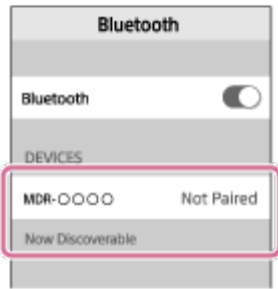 Bluetooth
Bluetooth
DEVICES
MDR-○○○○ Not Paired
Now Discoverable